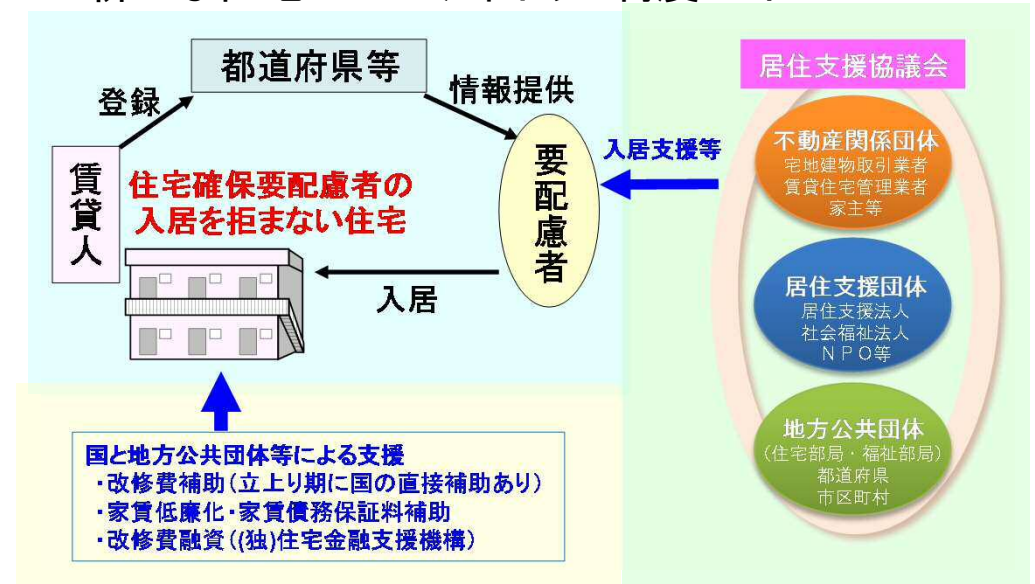 都道府県等
登録
情報提供
賃貸人
住宅確保要配慮者の
入居を拒まない住宅
要配慮者
入居
国と地方公共団体等による支援
・改修費補助(立上り期に国の直接補助あり)
・家賃低廉化・家賃債務保証料補助
・改修費融資((独)住宅金融支援機構)
入居支援等
居住支援協議会
不動産関係団体
宅地建物取引業者
賃貸住宅管理業者
家主等
居住支援団体
居住支援法人
社会福祉法人
ＮＰＯ等
地方公共団体
(住宅部局・福祉部局)
都道府県
市区町村